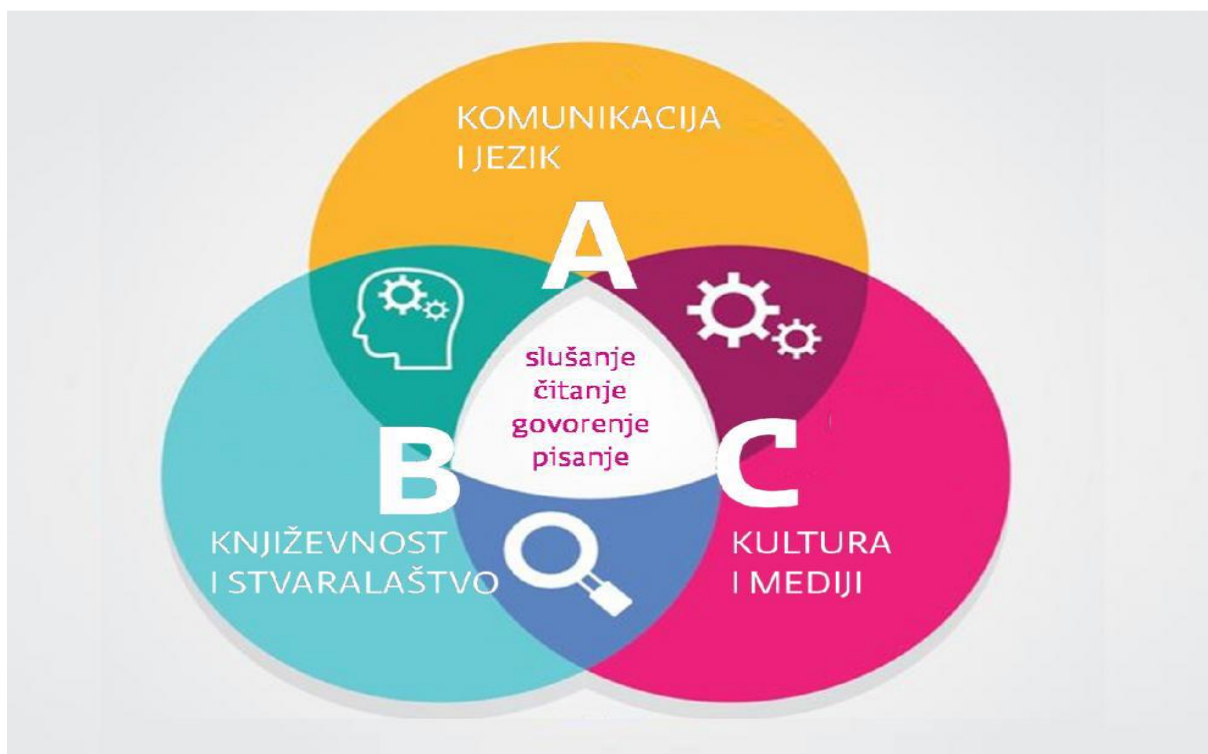 KOMUNIKACIJA
I JEZIK
A
slušanje
čitanje
govorenje
pisanje
B
C
KNJIŽEVNOST
I STVARALAŠTVO
KULTURA
I MEDIJI